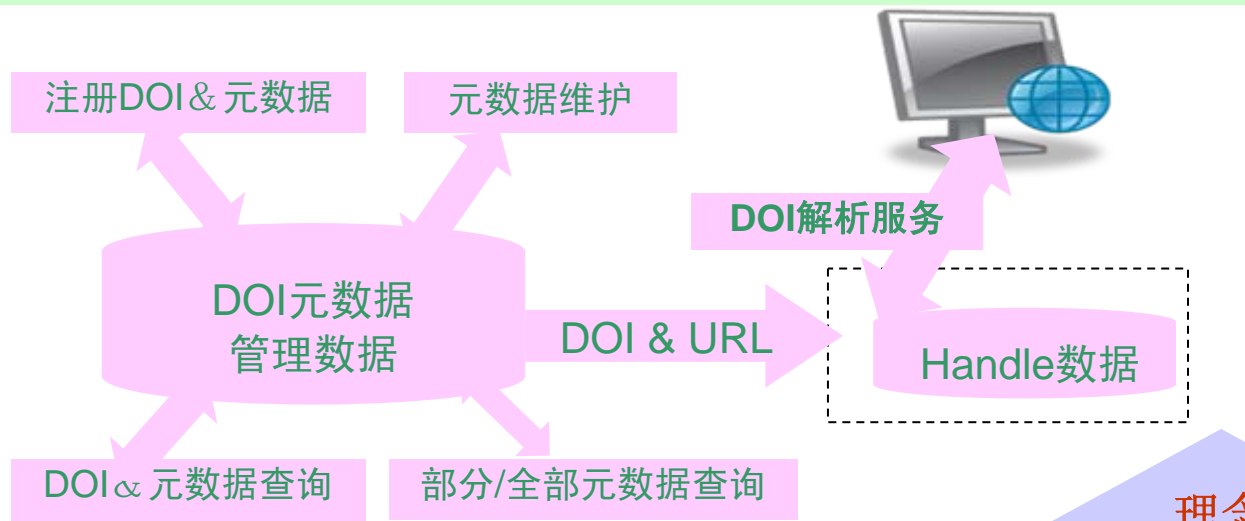 注册DOI＆元数据
元数据维护
DOI解析服务
DOI元数据
管理数据
DOI & URL
Handle数据
DOI∝元数据查询
部分/全部元数据查询
理念